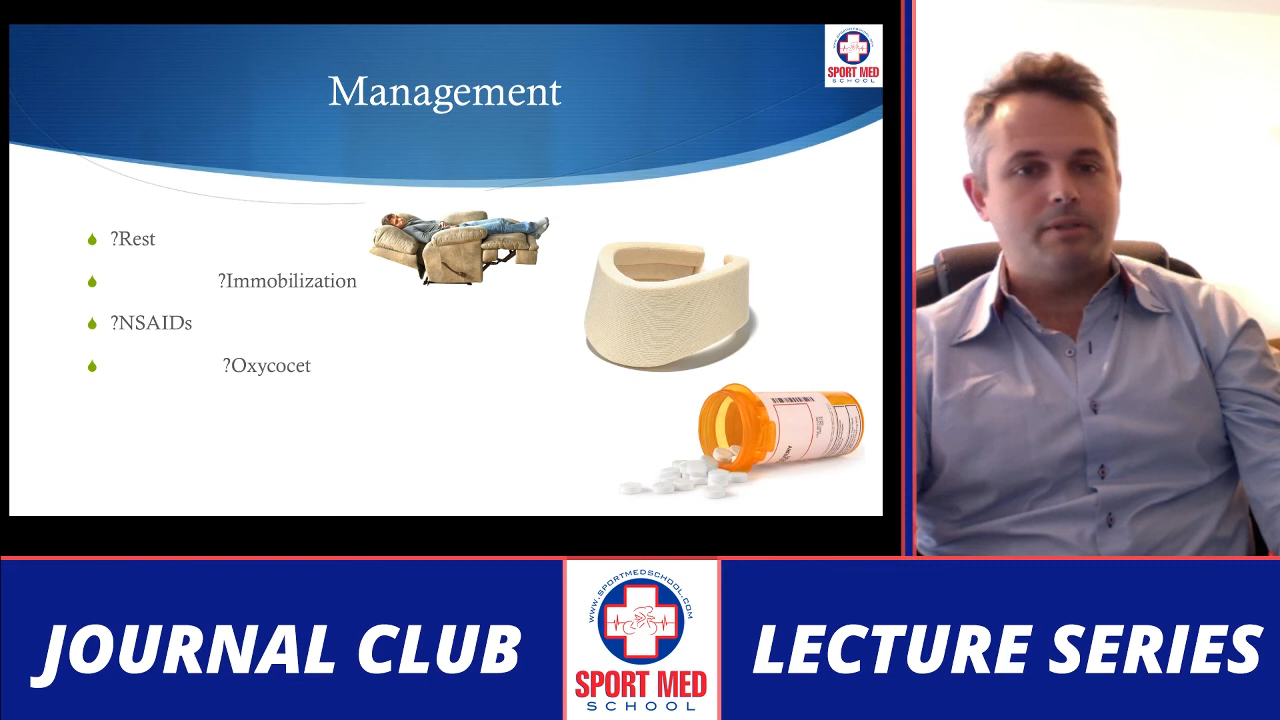 Management
SPORT MED
SCHOOL
?Rest
?Immobilization
?NSAIDs
?Oxycocet
JOURNAL CLUB
WWW.SPORTMEDSCHOOL.COM
SPORT MED
SCHOOL
LECTURE SERIES